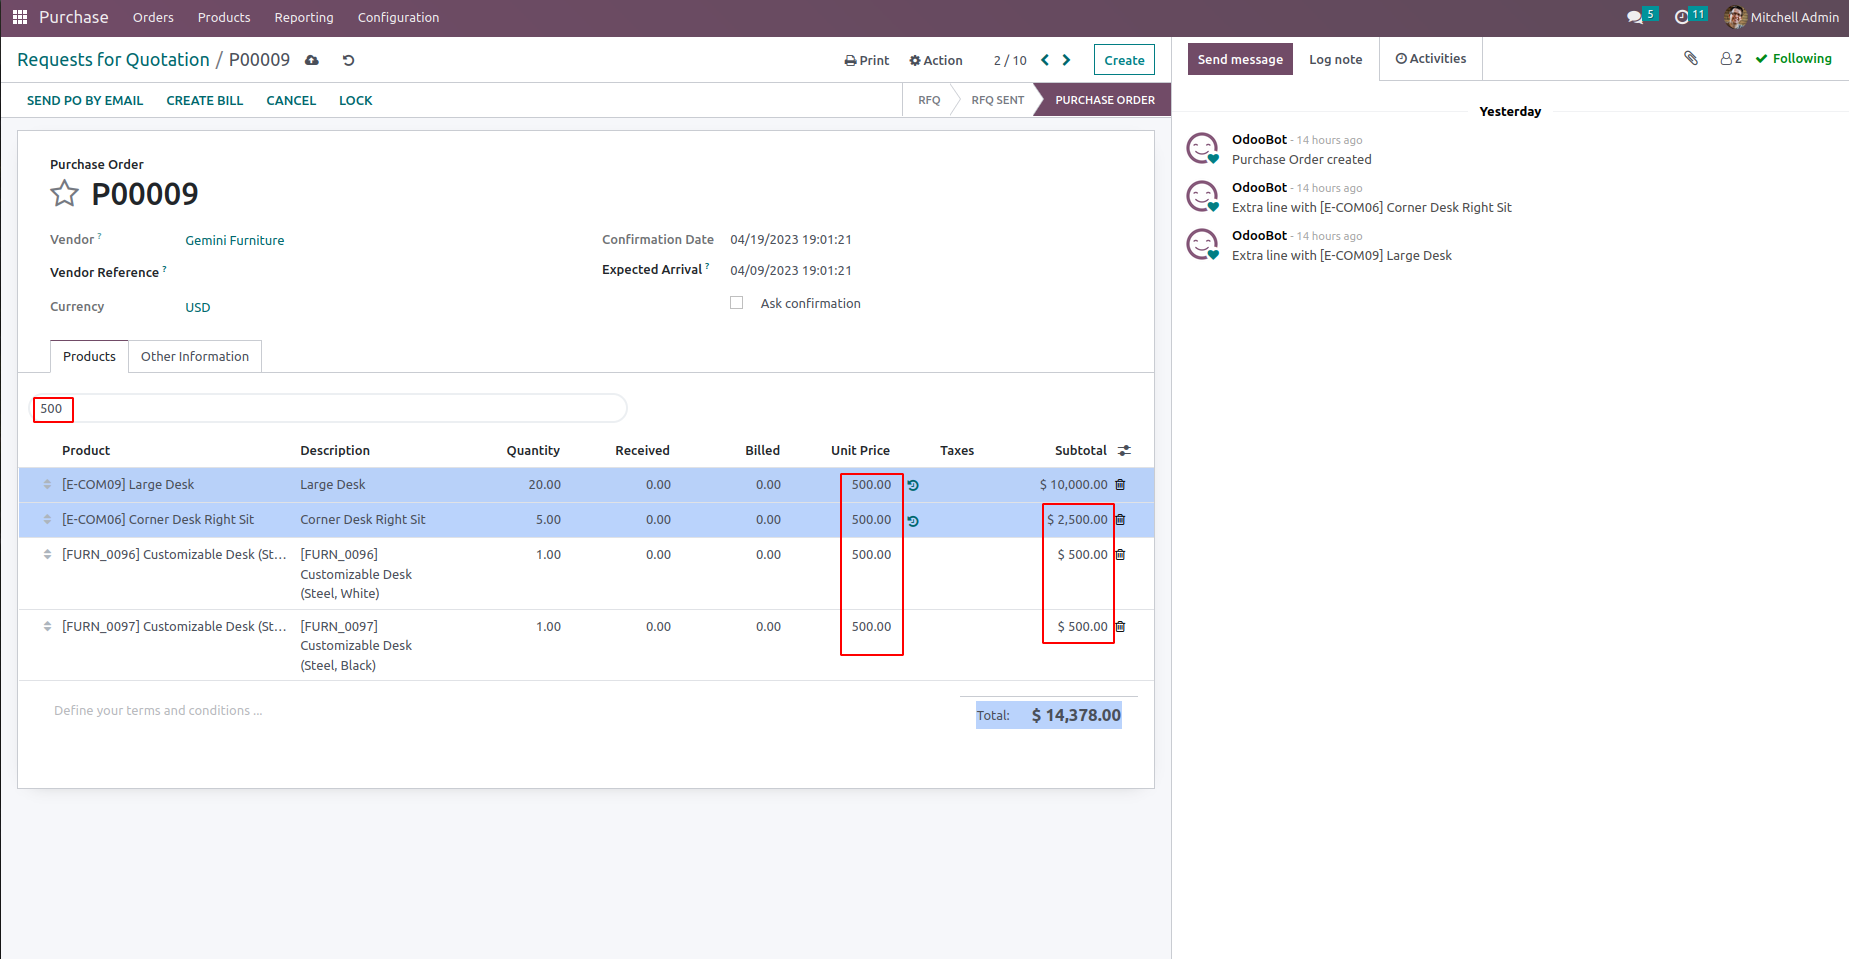 Purchase Orders Products Reporting Configuration 5 11 Mitchell Admin
Requests for Quotation / P00009 Print Action 2 / 10 Create
Send message Log note Activities 2 Following
SEND PO BY EMAIL CREATE BILL CANCEL LOCK RFQ RFQ SENT PURCHASE ORDER
Purchase Order
P00009
Vendor ? Gemini Furniture
Vendor Reference ?
Currency USD
Confirmation Date 04/19/2023 19:01:21
Expected Arrival ? 04/09/2023 19:01:21
Ask confirmation
Products Other Information
500
Product Description Quantity Received Billed Unit Price Taxes Subtotal
[E-COM09] Large Desk Large Desk 20.00 0.00 0.00 500.00 $ 10,000.00
[E-COM06] Corner Desk Right Sit Corner Desk Right Sit 5.00 0.00 0.00 500.00 $ 2,500.00
[FURN_0096] Customizable Desk (St... [FURN_0096] 1.00 0.00 0.00 500.00 $ 500.00
Customizable Desk
(Steel, White)
[FURN_0097] Customizable Desk (St... [FURN_0097] 1.00 0.00 0.00 500.00 $ 500.00
Customizable Desk
(Steel, Black)
Define your terms and conditions ...
Total: $ 14,378.00
Yesterday
OdooBot - 14 hours ago
Purchase Order created
OdooBot - 14 hours ago
Extra line with [E-COM06] Corner Desk Right Sit
OdooBot - 14 hours ago
Extra line with [E-COM09] Large Desk